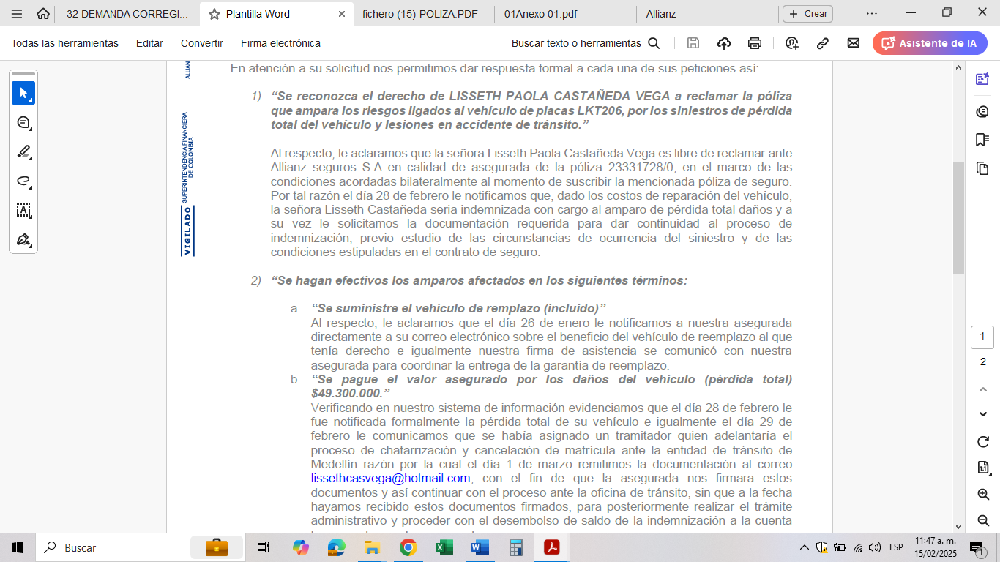 32 DEMANDA CORREGI...
Plantilla Word
fichero (15)-POLIZA.PDF
01Anexo 01.pdf
Allianz
Crear
Todas las herramientas
Editar
Convertir
Firma electrónica
Buscar texto o herramientas
Asistente de IA
En atención a su solicitud nos permitimos dar respuesta formal a cada una de sus peticiones así:
1) “Se reconozca el derecho de LISSETH PAOLA CASTAÑEDA VEGA a reclamar la póliza
que ampara los riesgos ligados al vehículo de placas LKT206, por los siniestros de pérdida
total del vehículo y lesiones en accidente de tránsito.”
Al respecto, le aclaramos que la señora Lisseth Paola Castañeda Vega es libre de reclamar ante
Allianz seguros S.A en calidad de asegurada de la póliza 23331728/0, en el marco de las
condiciones acordadas bilateralmente al momento de suscribir la mencionada póliza de seguro.
Por tal razón el día 28 de febrero le notificamos que, dado los costos de reparación del vehículo,
la señora Lisseth Castañeda seria indemnizada con cargo al amparo de pérdida total daños y a
su vez le solicitamos la documentación requerida para dar continuidad al proceso de
indemnización, previo estudio de las circunstancias de ocurrencia del siniestro y de las
condiciones estipuladas en el contrato de seguro.
2) “Se hagan efectivos los amparos afectados en los siguientes términos:
a. “Se suministre el vehículo de remplazo (incluido)”
Al respecto, le aclaramos que el día 26 de enero le notificamos a nuestra asegurada
directamente a su correo electrónico sobre el beneficio del vehículo de reemplazo al que
tenía derecho e igualmente nuestra firma de asistencia se comunicó con nuestra
asegurada para coordinar la entrega de la garantía de reemplazo.
b. “Se pague el valor asegurado por los daños del vehículo (pérdida total)
$49.300.000.”
Verificando en nuestro sistema de información evidenciamos que el día 28 de febrero le
fue notificada formalmente la pérdida total de su vehículo e igualmente el día 29 de
febrero le comunicamos que se había asignado un tramitador quien adelantaría el
proceso de chatarrización y cancelación de matrícula ante la entidad de tránsito de
Medellín razón por la cual el día 1 de marzo remitimos la documentación al correo
lissethcasvega@hotmail.com, con el fin de que la asegurada nos firmara estos
documentos y así continuar con el proceso ante la oficina de tránsito, sin que a la fecha
hayamos recibido estos documentos firmados, para posteriormente realizar el trámite
administrativo y proceder con el desembolso de saldo de la indemnización a la cuenta
VIGILADO
SUPERINTENDENCIA FINANCIERA
DE COLOMBIA
1
2
Buscar
ESP
11:47 a. m.
15/02/2025
1